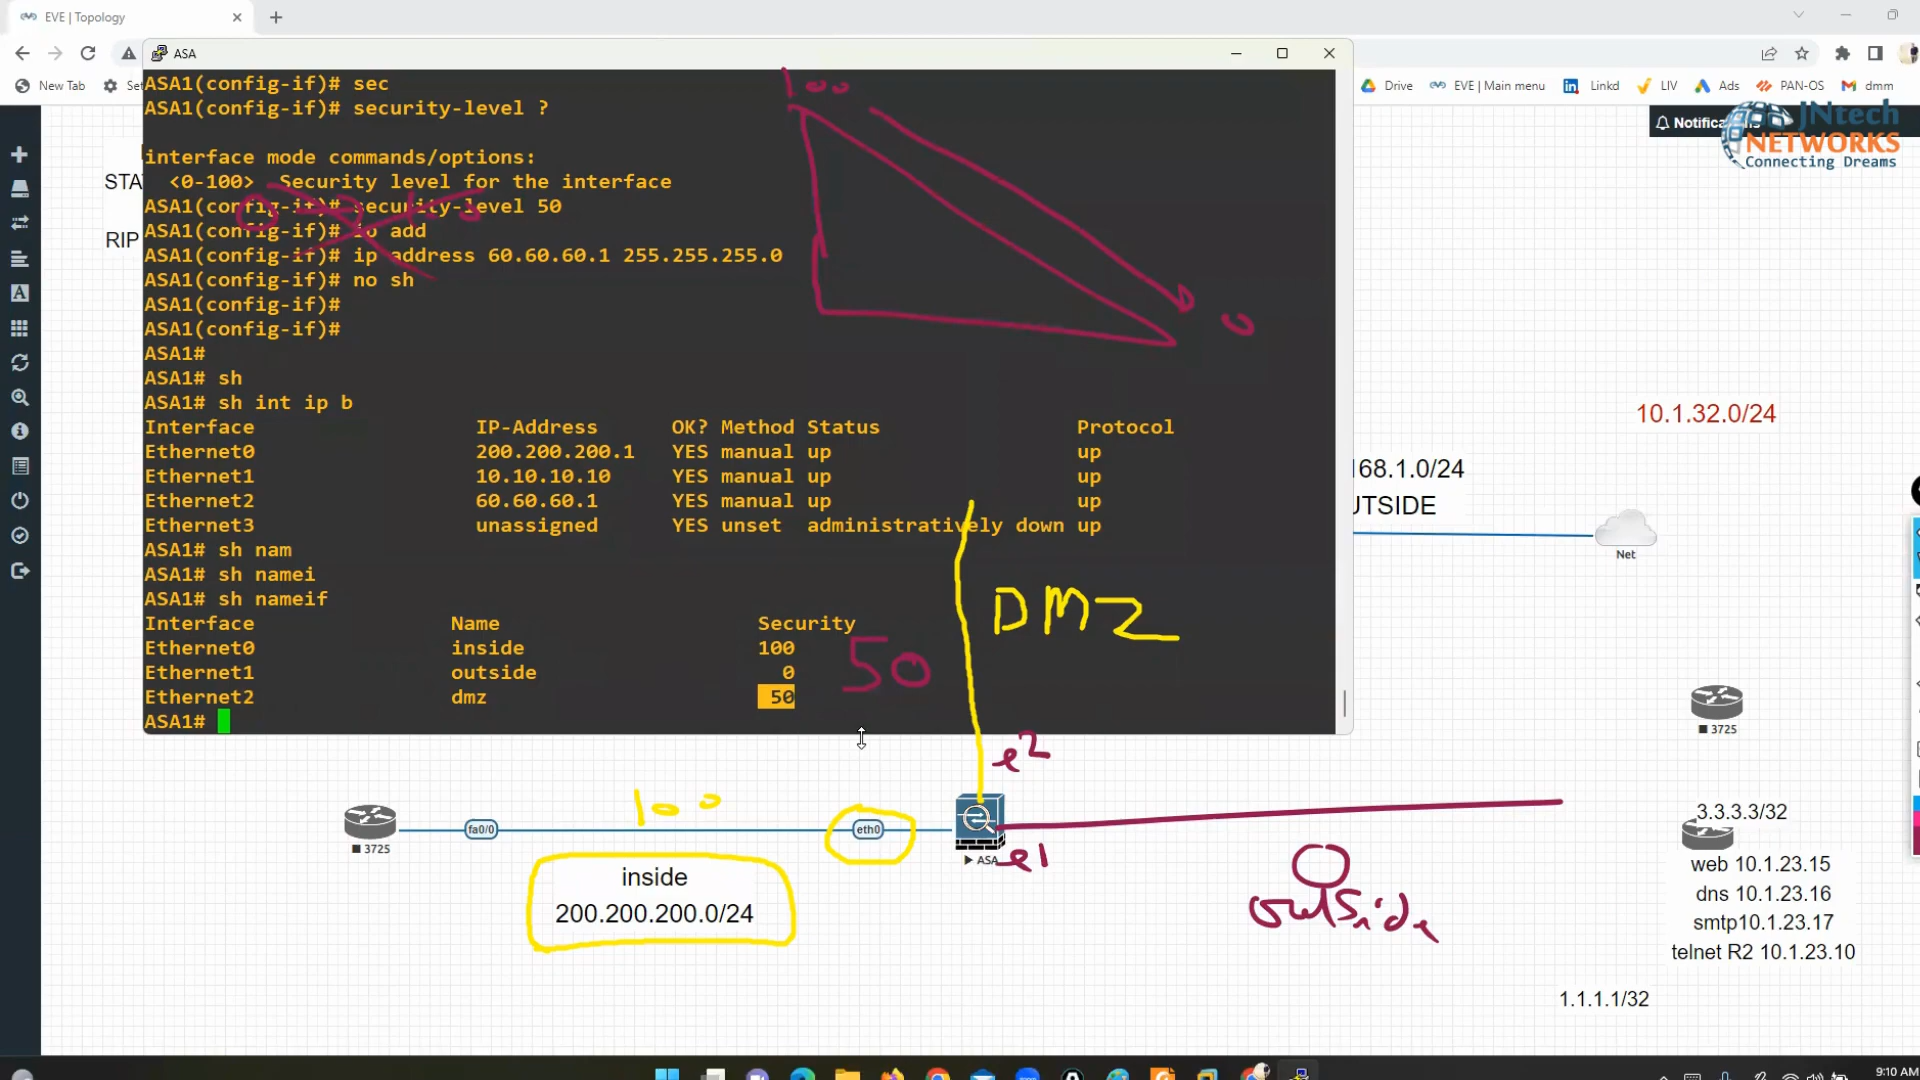 EVE | Topology
ASA
New Tab
Drive
EVE | Main menu
Linkd
LIV
Ads
PAN-OS
dmm
ASA1(config-if)# sec
ASA1(config-if)# security-level ?
interface mode commands/options:
<0-100> Security level for the interface
ASA1(config-if)# security-level 50
ASA1(config-if)# io add
ASA1(config-if)# ip address 60.60.60.1 255.255.255.0
ASA1(config-if)# no sh
ASA1(config-if)#
ASA1(config-if)#
ASA1#
ASA1# sh
ASA1# sh int ip b
Interface IP-Address OK? Method Status Protocol
Ethernet0 200.200.200.1 YES manual up up
Ethernet1 10.10.10.10 YES manual up up
Ethernet2 60.60.60.1 YES manual up up
Ethernet3 unassigned YES unset administratively down up
ASA1# sh nam
ASA1# sh namei
ASA1# sh nameif
Interface Name Security
Ethernet0 inside 100
Ethernet1 outside 0
Ethernet2 dmz 50
ASA1#
100
0
50
DMZ
e2
e1
100
outside
STA
RIP
JNtech
NETWORKS
Connecting Dreams
10.1.32.0/24
168.1.0/24
UTSIDE
Net
3725
3725
fa0/0
eth0
ASA
inside
200.200.200.0/24
3.3.3.3/32
web 10.1.23.15
dns 10.1.23.16
smtp10.1.23.17
telnet R2 10.1.23.10
1.1.1.1/32
9:10 AM